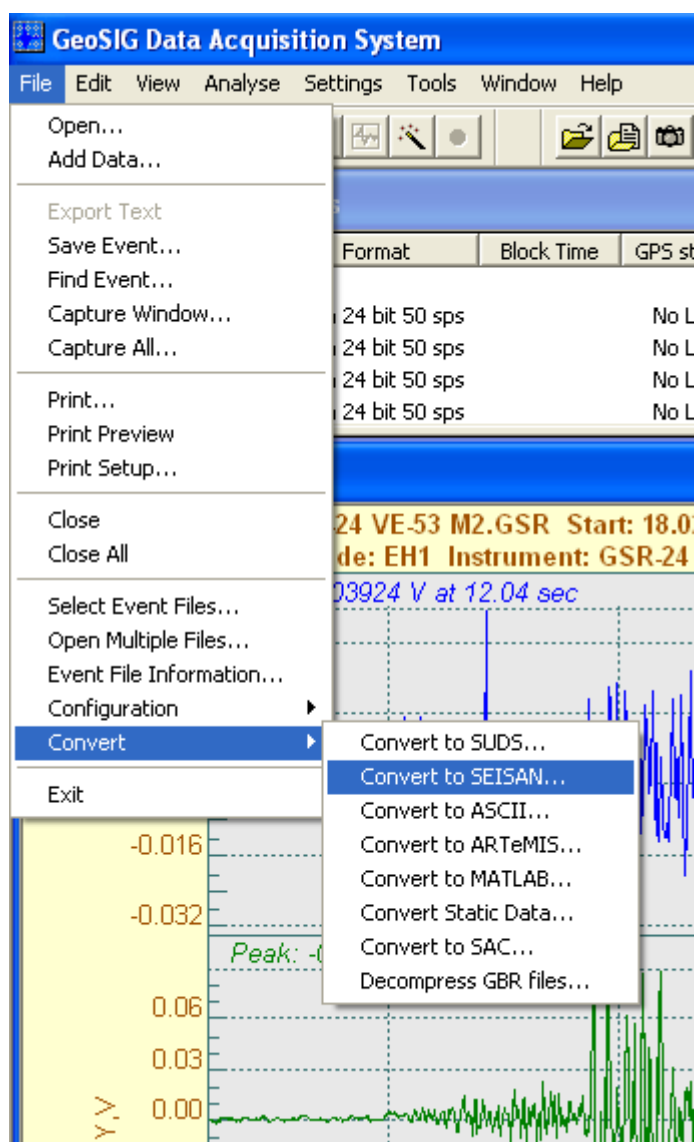 GeoSIG Data Acquisition System
File Edit View Analyse Settings Tools Window Help
Open...
Add Data...
Export Text
Save Event...
Find Event...
Capture Window...
Capture All...
Print...
Print Preview
Print Setup...
Close
Close All
Select Event Files...
Open Multiple Files...
Event File Information...
Configuration
Convert
Exit
Convert to SUDS...
Convert to SEISAN...
Convert to ASCII...
Convert to ARTeMIS...
Convert to MATLAB...
Convert Static Data...
Convert to SAC...
Decompress GBR files...
Format Block Time GPS st
24 bit 50 sps No L
24 bit 50 sps No L
24 bit 50 sps No L
24 bit 50 sps No L
-24 VE-53 M2.GSR Start: 18.0
de: EH1 Instrument: GSR-24
03924 V at 12.04 sec
-0.016
-0.032
Peak: -0
0.06
0.03
0.00
Y, V